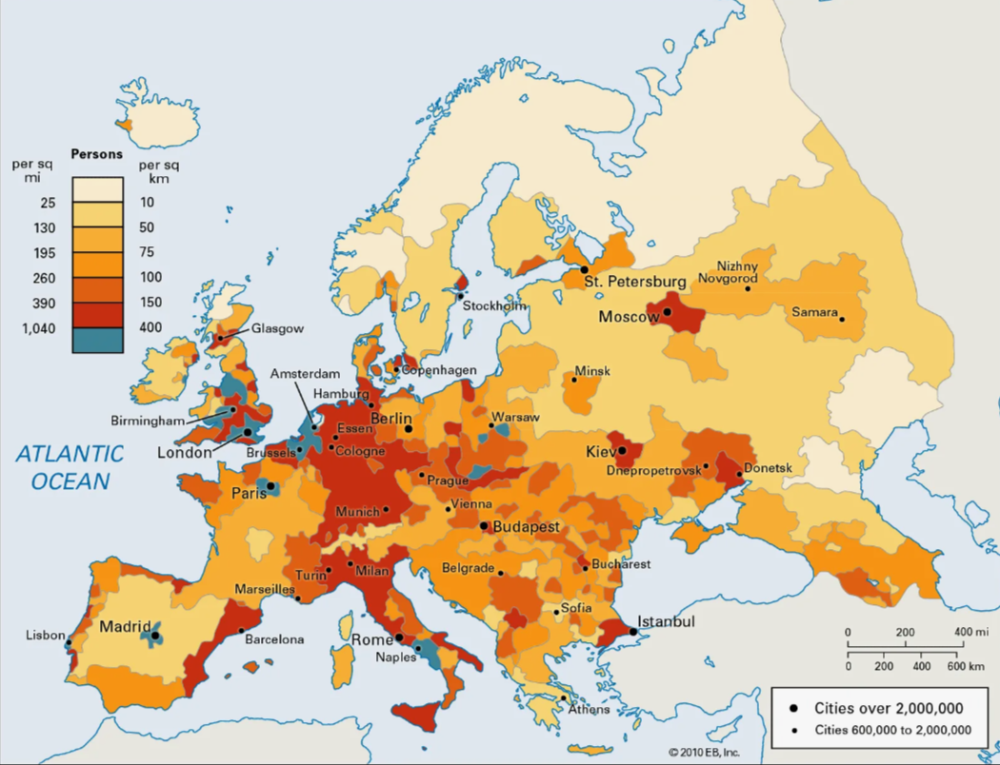 Persons
per sq
mi
per sq
km
25
10
130
50
195
75
260
100
390
150
1,040
400
Nizhny
Novgorod
St. Petersburg
Stockholm
Moscow
Samara
Glasgow
Copenhagen
Minsk
Amsterdam
Hamburg
Birmingham
Berlin
Warsaw
Essen
London
Brussels
Cologne
Kiev
Dnepropetrovsk
Donetsk
ATLANTIC
OCEAN
Prague
Paris
Vienna
Munich
Budapest
Belgrade
Bucharest
Turin
Milan
Marseilles
Sofia
Lisbon
Madrid
Barcelona
Rome
Istanbul
Naples
0 200 400 mi
0 200 400 600 km
Athens
Cities over 2,000,000
Cities 600,000 to 2,000,000
© 2010 EB, Inc.